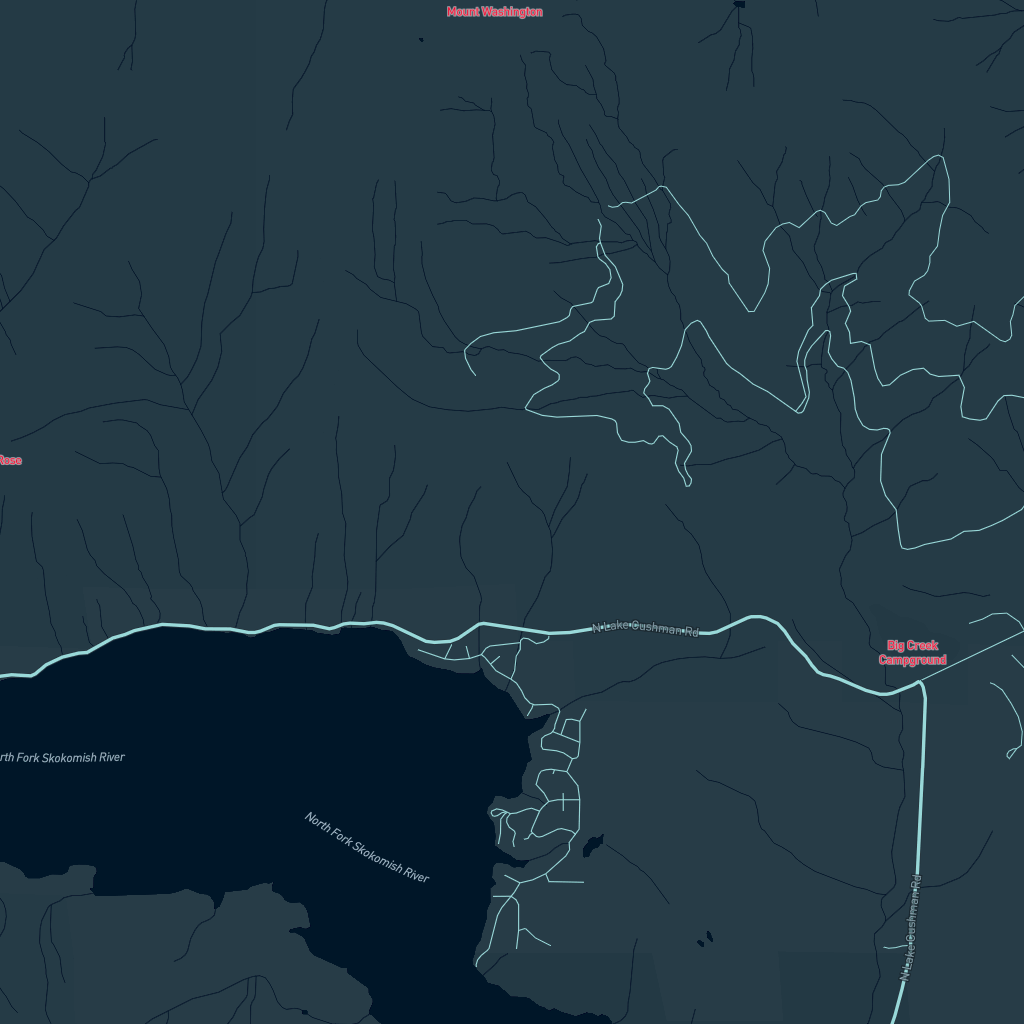 Mount Washington
Rose
N Lake Cushman Rd
Big Creek
Campground
rth Fork Skokomish River
North Fork Skokomish River
N Lake Cushman Rd